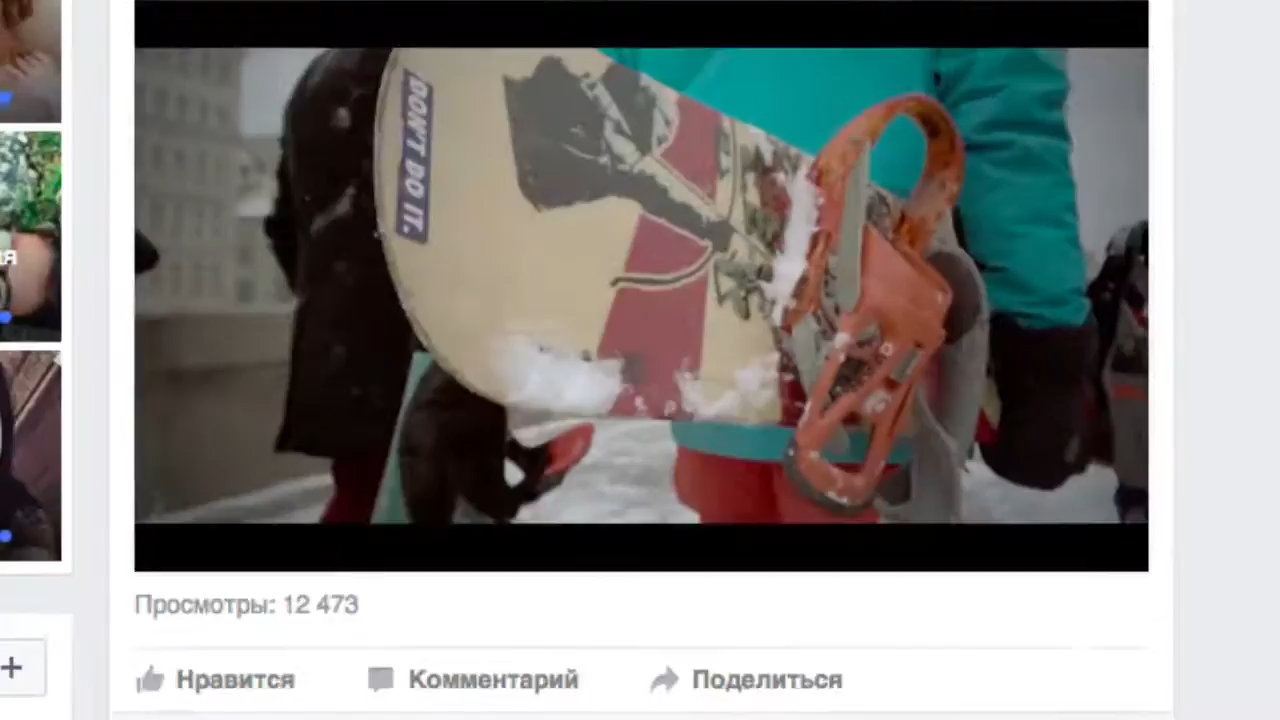 DON'T DO IT.
я
Просмотры: 12 473
Нравится Комментарий Поделиться